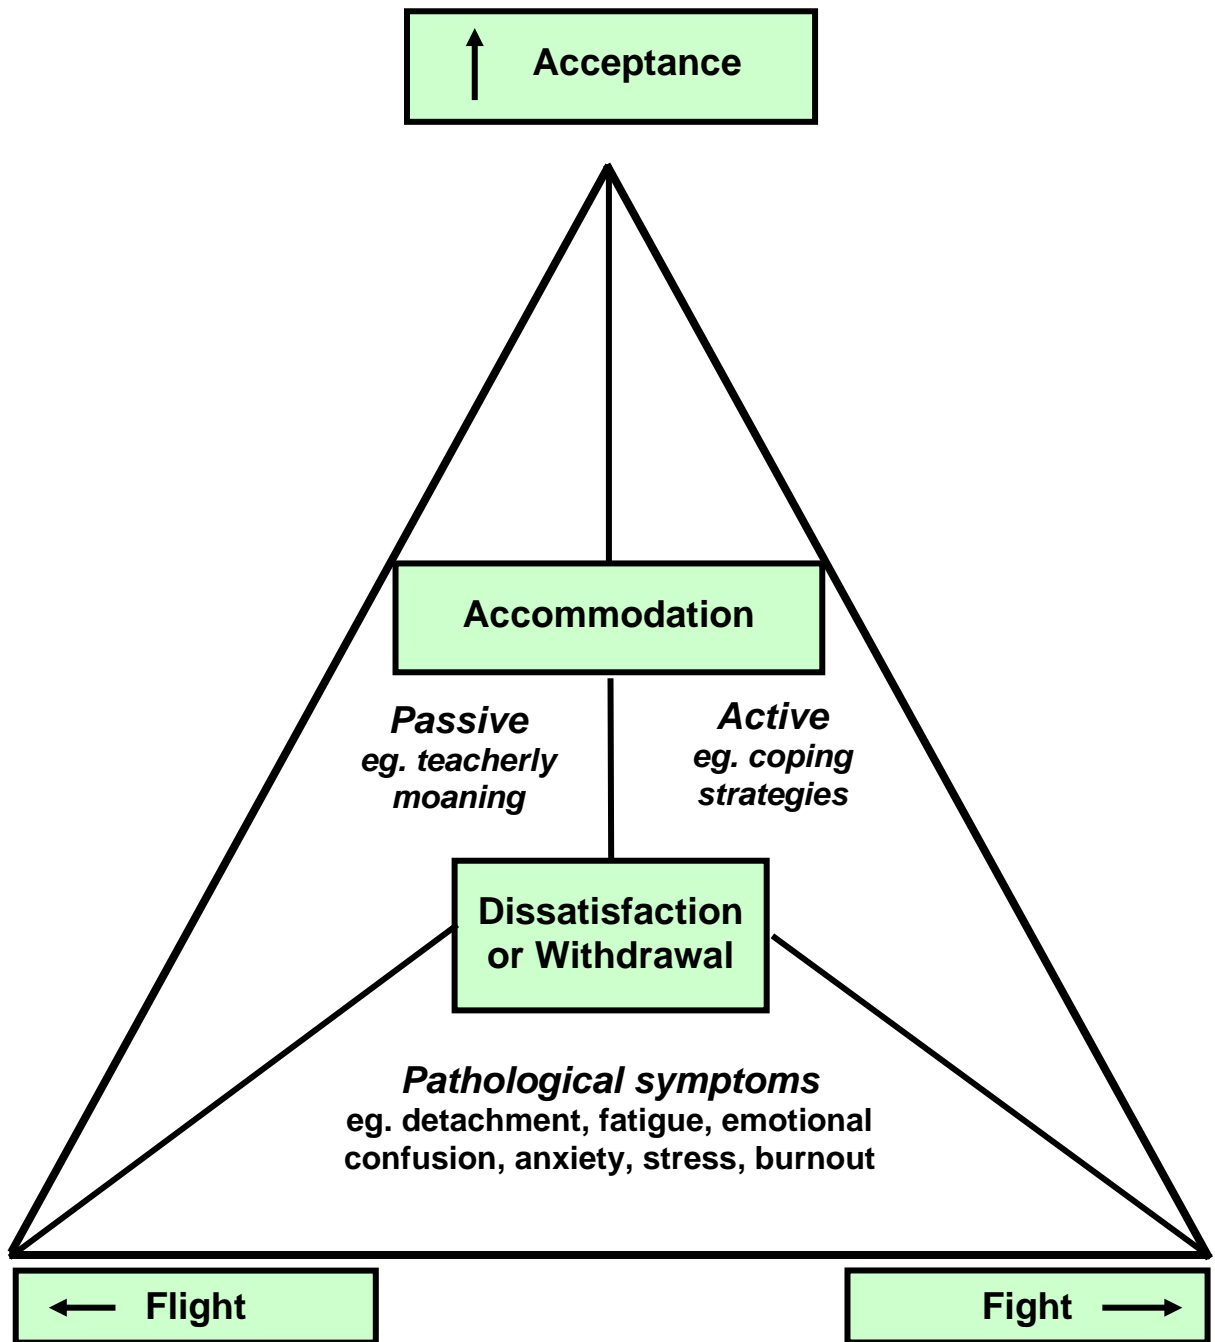 Acceptance
Accommodation
Passive
eg. teacherly
moaning
Active
eg. coping
strategies
Dissatisfaction
or Withdrawal
Pathological symptoms
eg. detachment, fatigue, emotional
confusion, anxiety, stress, burnout
Flight
Fight